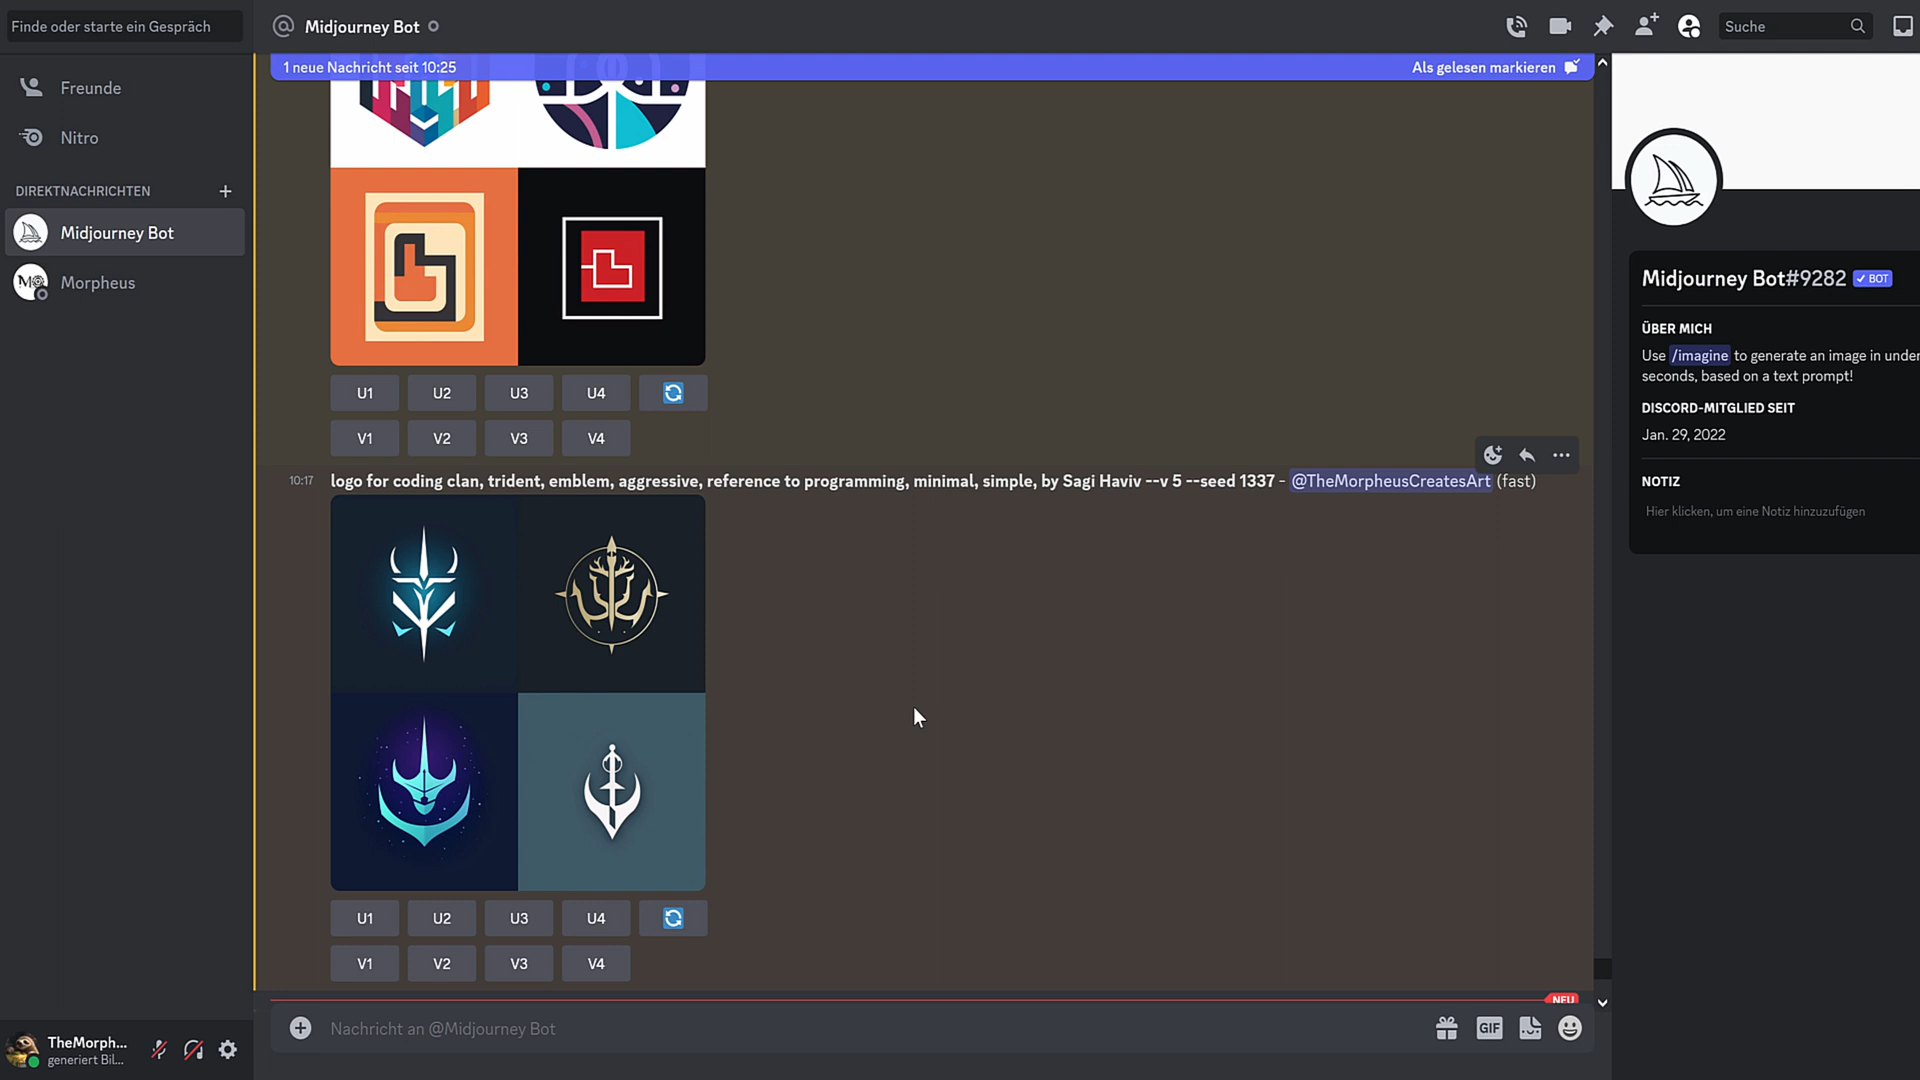 Finde oder starte ein Gespräch
Midjourney Bot
Suche
1 neue Nachricht seit 10:25
Als gelesen markieren
Freunde
Nitro
DIREKTNACHRICHTEN
Midjourney Bot
Morpheus
U1 U2 U3 U4
V1 V2 V3 V4
10:17 logo for coding clan, trident, emblem, aggressive, reference to programming, minimal, simple, by Sagi Haviv --v 5 --seed 1337 - @TheMorpheusCreatesArt (fast)
U1 U2 U3 U4
V1 V2 V3 V4
NEU
Nachricht an @Midjourney Bot
GIF
TheMorph...
generiert Bil...
Midjourney Bot#9282
BOT
ÜBER MICH
Use /imagine to generate an image in under
seconds, based on a text prompt!
DISCORD-MITGLIED SEIT
Jan. 29, 2022
NOTIZ
Hier klicken, um eine Notiz hinzuzufügen